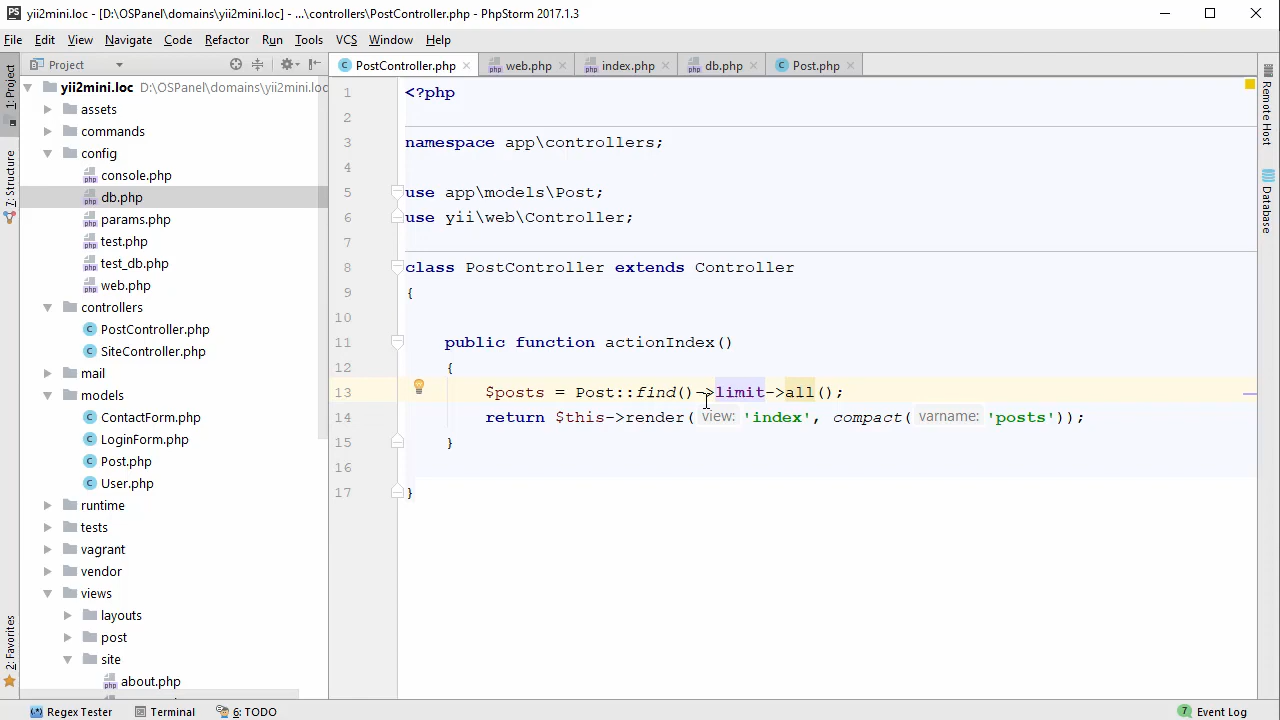 yii2mini.loc - [D:\OSPanel\domains\yii2mini.loc] - ...\controllers\PostController.php - PhpStorm 2017.1.3
File Edit View Navigate Code Refactor Run Tools VCS Window Help
Project
PostController.php web.php index.php db.php Post.php
1: Project
7: Structure
2: Favorites
yii2mini.loc D:\OSPanel\domains\yii2mini.loc
assets
commands
config
console.php
db.php
params.php
test.php
test_db.php
web.php
controllers
PostController.php
SiteController.php
mail
models
ContactForm.php
LoginForm.php
Post.php
User.php
runtime
tests
vagrant
vendor
views
layouts
post
site
about.php
1 <?php
2
3 namespace app\controllers;
4
5 use app\models\Post;
6 use yii\web\Controller;
7
8 class PostController extends Controller
9 {
10
11 public function actionIndex()
12 {
13 $posts = Post::find()->limit->all();
14 return $this->render( view: 'index', compact( varname: 'posts'));
15 }
16
17 }
Remote Host
Database
Regex Tester Terminal 6: TODO 7 Event Log